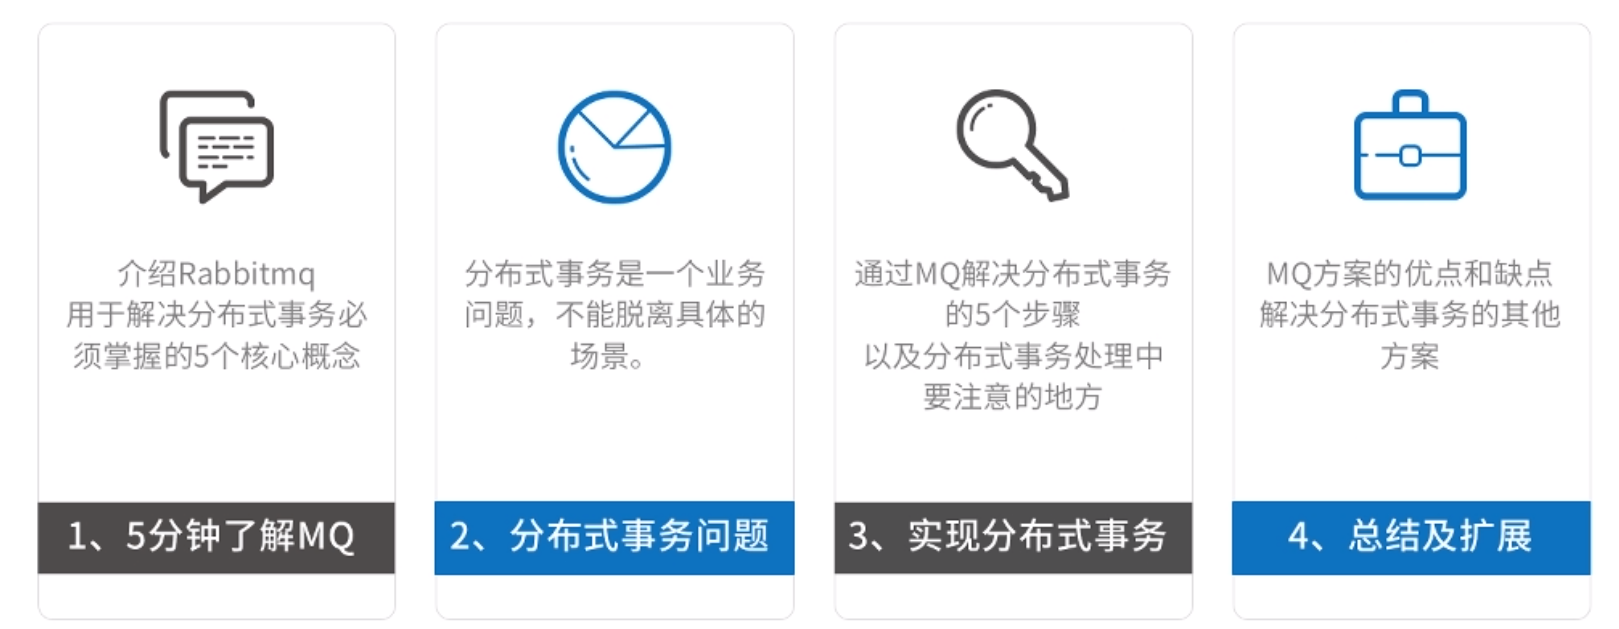 介绍Rabbitmq
用于解决分布式事务必
须掌握的5个核心概念
1、5分钟了解MQ
分布式事务是一个业务
问题，不能脱离具体的
场景。
2、分布式事务问题
通过MQ解决分布式事务
的5个步骤
以及分布式事务处理中
要注意的地方
3、实现分布式事务
MQ方案的优点和缺点
解决分布式事务的其他
方案
4、总结及扩展